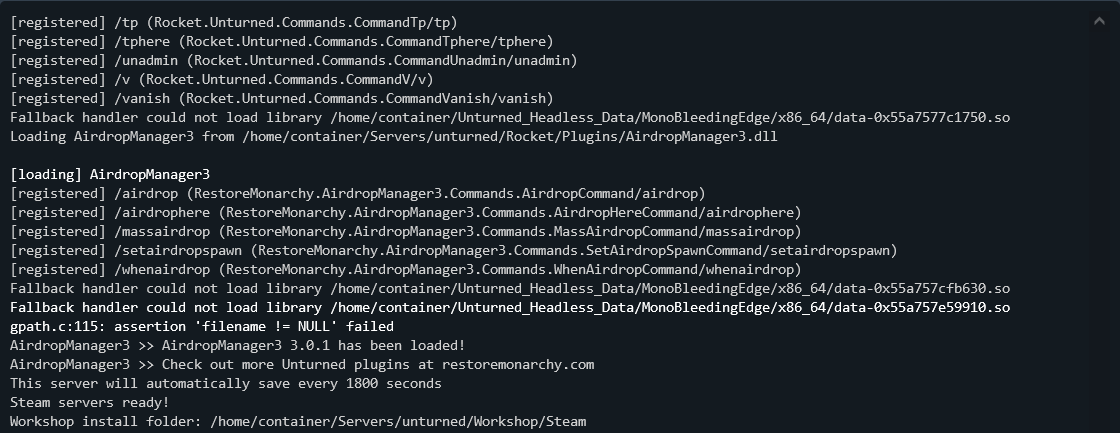 [registered] /tp (Rocket.Unturned.Commands.CommandTp/tp)
[registered] /tphere (Rocket.Unturned.Commands.CommandTphere/tphere)
[registered] /unadmin (Rocket.Unturned.Commands.CommandUnadmin/unadmin)
[registered] /v (Rocket.Unturned.Commands.CommandV/v)
[registered] /vanish (Rocket.Unturned.Commands.CommandVanish/vanish)
Fallback handler could not load library /home/container/Unturned_Headless_Data/MonoBleedingEdge/x86_64/data-0x55a7577c1750.so
Loading AirdropManager3 from /home/container/Servers/unturned/Rocket/Plugins/AirdropManager3.dll
[loading] AirdropManager3
[registered] /airdrop (RestoreMonarchy.AirdropManager3.Commands.AirdropCommand/airdrop)
[registered] /airdrophere (RestoreMonarchy.AirdropManager3.Commands.AirdropHereCommand/airdrophere)
[registered] /massairdrop (RestoreMonarchy.AirdropManager3.Commands.MassAirdropCommand/massairdrop)
[registered] /setairdropspawn (RestoreMonarchy.AirdropManager3.Commands.SetAirdropSpawnCommand/setairdropspawn)
[registered] /whenairdrop (RestoreMonarchy.AirdropManager3.Commands.WhenAirdropCommand/whenairdrop)
Fallback handler could not load library /home/container/Unturned_Headless_Data/MonoBleedingEdge/x86_64/data-0x55a757cfb630.so
Fallback handler could not load library /home/container/Unturned_Headless_Data/MonoBleedingEdge/x86_64/data-0x55a757e59910.so
gpath.c:115: assertion 'filename != NULL' failed
AirdropManager3 >> AirdropManager3 3.0.1 has been loaded!
AirdropManager3 >> Check out more Unturned plugins at restoremonarchy.com
This server will automatically save every 1800 seconds
Steam servers ready!
Workshop install folder: /home/container/Servers/unturned/Workshop/Steam